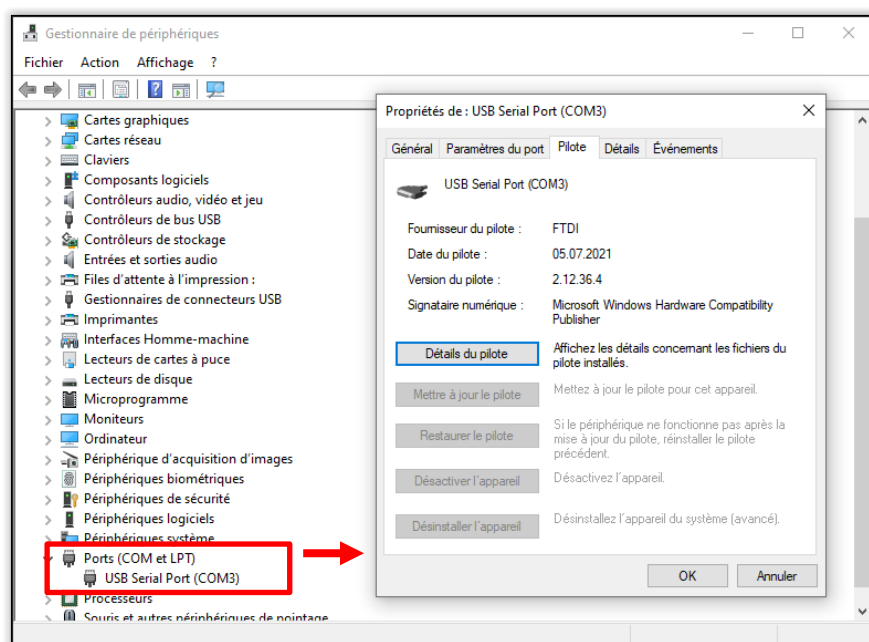 Gestionnaire de périphériques
Fichier Action Affichage ?
Cartes graphiques
Cartes réseau
Claviers
Composants logiciels
Contrôleurs audio, vidéo et jeu
Contrôleurs de bus USB
Contrôleurs de stockage
Entrées et sorties audio
Files d'attente à l'impression :
Gestionnaires de connecteurs USB
Imprimantes
Interfaces Homme-machine
Lecteurs de cartes à puce
Lecteurs de disque
Microprogramme
Moniteurs
Ordinateur
Périphérique d'acquisition d'images
Périphériques biométriques
Périphériques de sécurité
Périphériques logiciels
Périphériques système
Ports (COM et LPT)
USB Serial Port (COM3)
Processeurs
Souris et autres périphériques de pointage
Propriétés de : USB Serial Port (COM3)
Général Paramètres du port Pilote Détails Événements
USB Serial Port (COM3)
Fournisseur du pilote : FTDI
Date du pilote : 05.07.2021
Version du pilote : 2.12.36.4
Signataire numérique : Microsoft Windows Hardware Compatibility
Publisher
Détails du pilote
Affichez les détails concernant les fichiers du
pilote installés.
Mettre à jour le pilote
Mettez à jour le pilote pour cet appareil.
Restaurer le pilote
Si le périphérique ne fonctionne pas après la
mise à jour du pilote, réinstaller le pilote
précédent.
Désactiver l'appareil
Désactivez l'appareil.
Désinstaller l'appareil
Désinstallez l'appareil du système (avancé).
OK Annuler